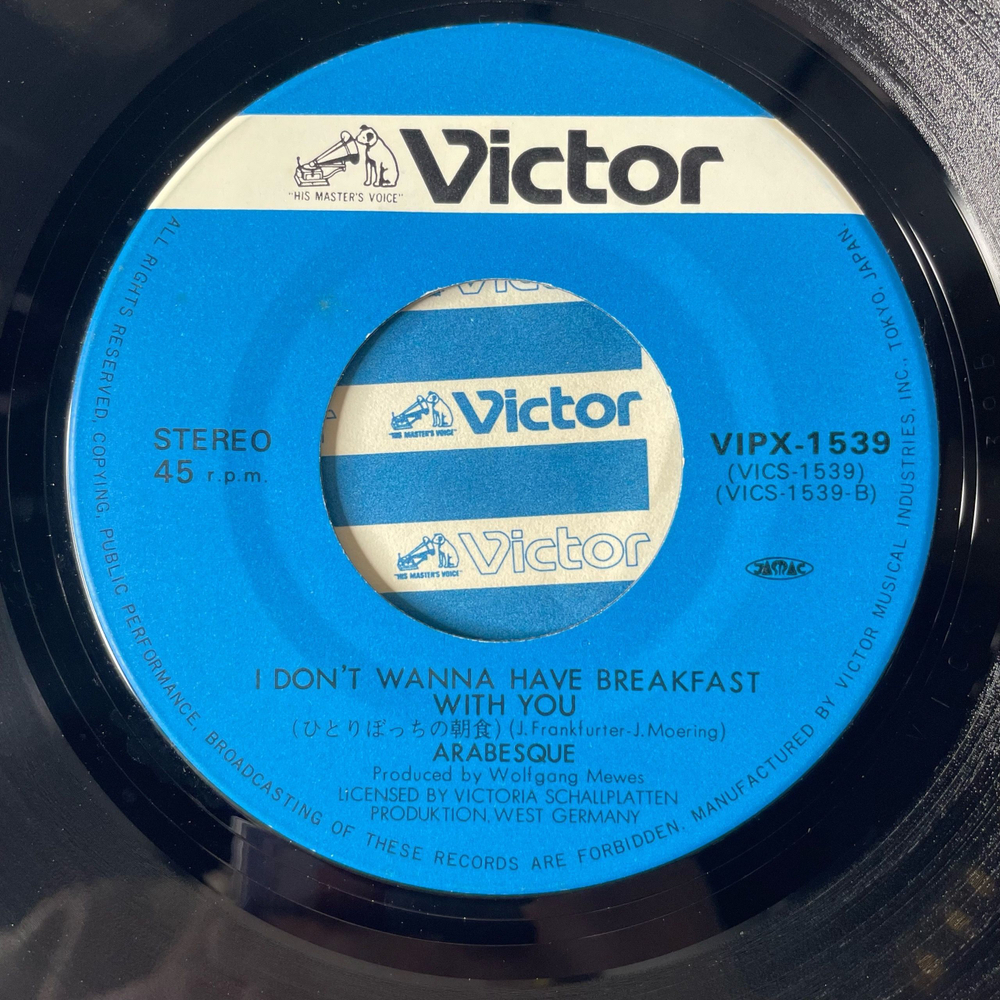 Victor
"HIS MASTER'S VOICE"
ALL RIGHTS RESERVED, COPYING, PUBLIC PERFORMANCE, BROADCASTING OF THESE RECORDS ARE FORBIDDEN. MANUFACTURED BY VICTOR MUSICAL INDUSTRIES, INC., TOKYO, JAPAN
Victor
"HIS MASTER'S VOICE"
Victor
"HIS MASTER'S VOICE"
STEREO
45 r.p.m.
VIPX-1539
(VICS-1539)
(VICS-1539-B)
JASRAC
I DON'T WANNA HAVE BREAKFAST
WITH YOU
(ひとりぼっちの朝食) (J. Frankfurter-J. Moering)
ARABESQUE
Produced by Wolfgang Mewes
LiCENSED BY VICTORIA SCHALLPLATTEN
PRODUKTION, WEST GERMANY